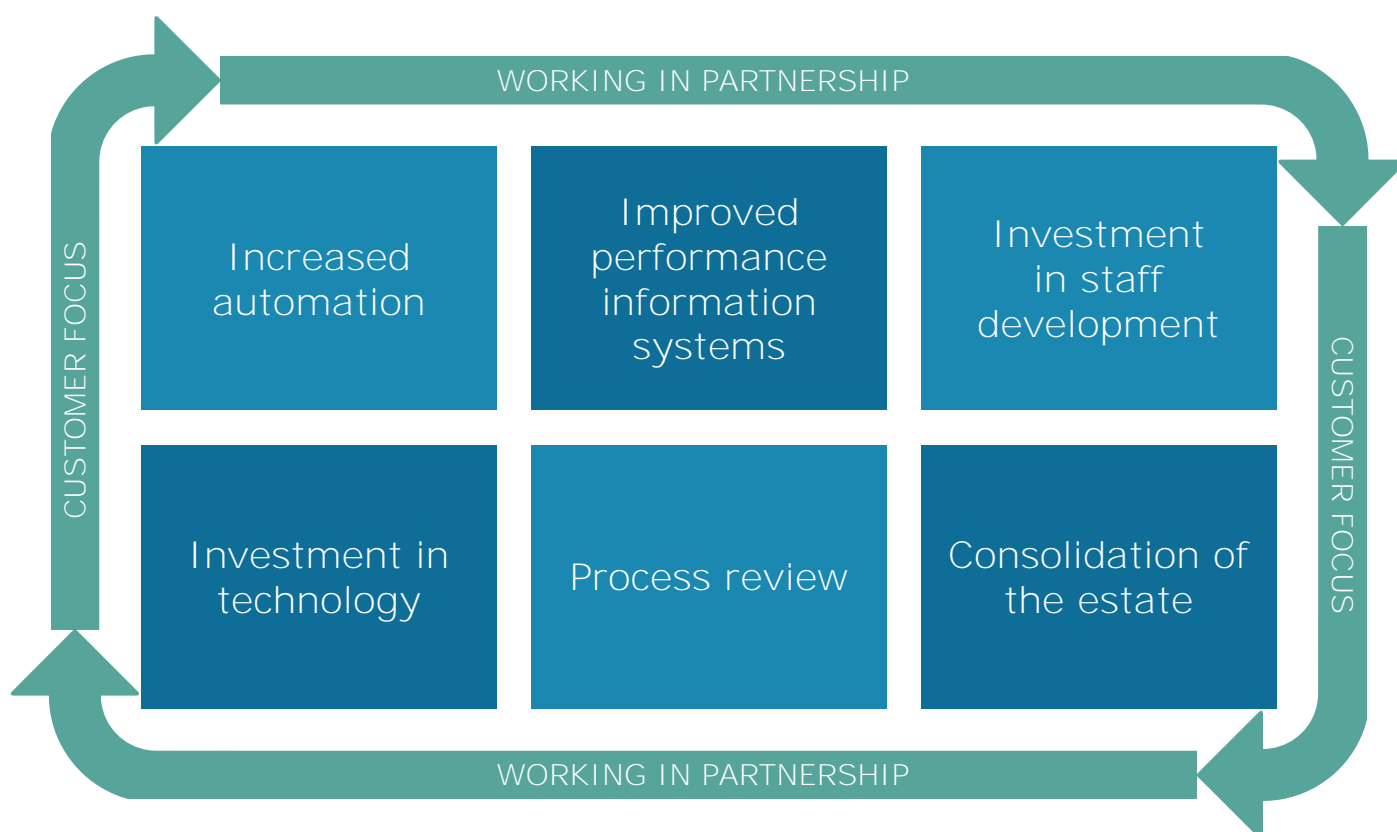 WORKING IN PARTNERSHIP
CUSTOMER FOCUS
Increased
automation
Improved
performance
information
systems
Investment
in staff
development
CUSTOMER FOCUS
Investment in
technology
Process review
Consolidation of
the estate
WORKING IN PARTNERSHIP